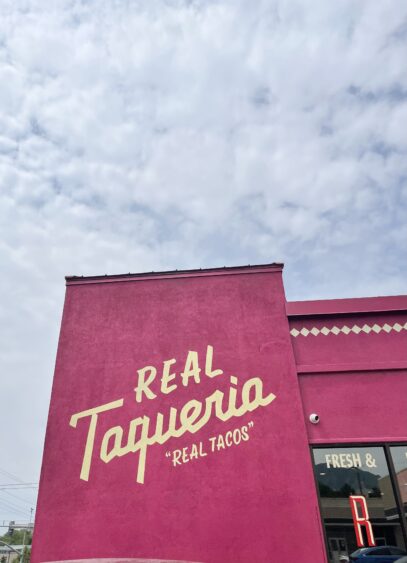 REAL
Taqueria
"REAL TACOS"
FRESH &
R